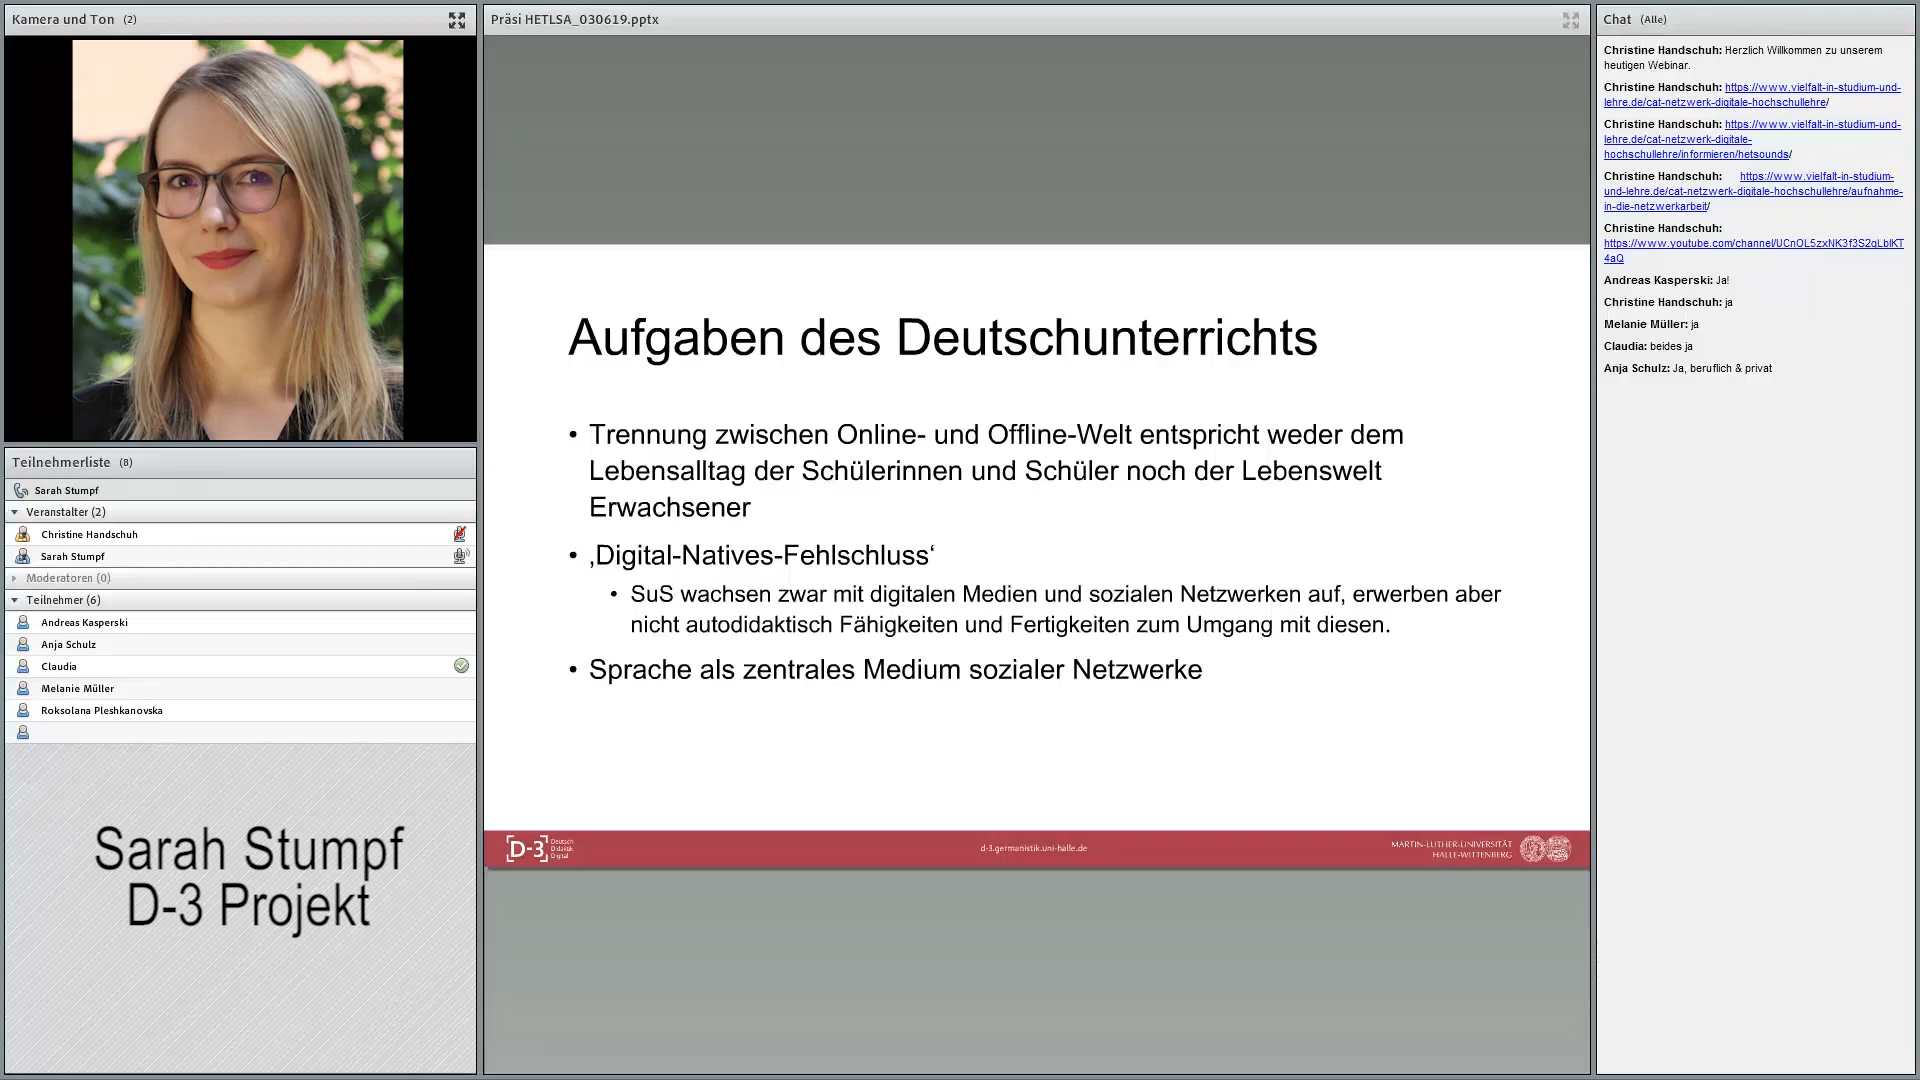 Kamera und Ton (2)
Teilnehmerliste (8)
Sarah Stumpf
Veranstalter (2)
Christine Handschuh
Sarah Stumpf
Moderatoren (0)
Teilnehmer (6)
Andreas Kasperski
Anja Schulz
Claudia
Melanie Müller
Roksolana Pleshkanovska
Sarah Stumpf
D-3 Projekt
Präsi HETLSA_030619.pptx
Aufgaben des Deutschunterrichts
• Trennung zwischen Online- und Offline-Welt entspricht weder dem
Lebensalltag der Schülerinnen und Schüler noch der Lebenswelt
Erwachsener
• ‚Digital-Natives-Fehlschluss‘
• SuS wachsen zwar mit digitalen Medien und sozialen Netzwerken auf, erwerben aber
nicht autodidaktisch Fähigkeiten und Fertigkeiten zum Umgang mit diesen.
• Sprache als zentrales Medium sozialer Netzwerke
[D-3]
Deutsch
Didaktik
Digital
d-3.germanistik.uni-halle.de
MARTIN-LUTHER-UNIVERSITÄT
HALLE-WITTENBERG
Chat (Alle)
Christine Handschuh: Herzlich Willkommen zu unserem
heutigen Webinar.
Christine Handschuh: https://www.vielfalt-in-studium-und-
lehre.de/cat-netzwerk-digitale-hochschullehre/
Christine Handschuh: https://www.vielfalt-in-studium-und-
lehre.de/cat-netzwerk-digitale-
hochschullehre/informieren/hetsounds/
Christine Handschuh: https://www.vielfalt-in-studium-
und-lehre.de/cat-netzwerk-digitale-hochschullehre/aufnahme-
in-die-netzwerkarbeit/
Christine Handschuh:
https://www.youtube.com/channel/UCnOL5zxNK3f3S2gLblKT
4aQ
Andreas Kasperski: Ja!
Christine Handschuh: ja
Melanie Müller: ja
Claudia: beides ja
Anja Schulz: Ja, beruflich & privat